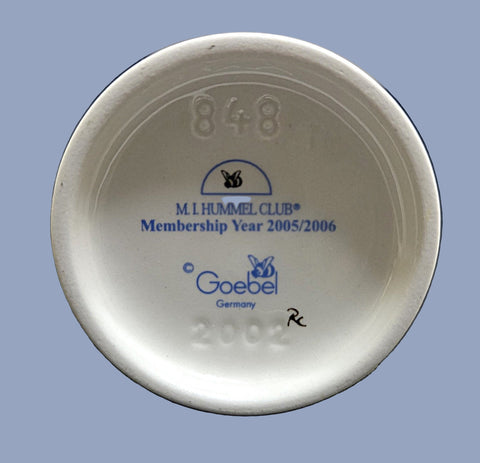 848
M. I. HUMMEL CLUB®
Membership Year 2005/2006
© Goebel
Germany
2002